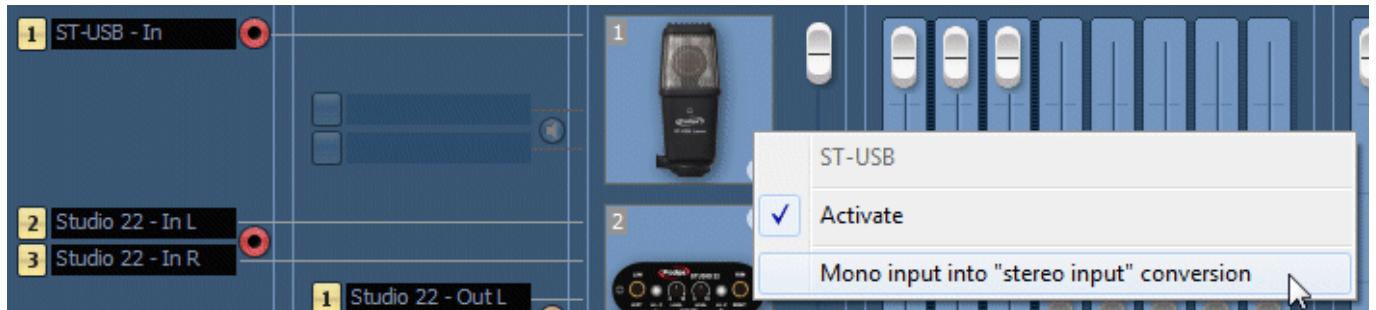 1 ST-USB - In
1
2 Studio 22 - In L
3 Studio 22 - In R
1 Studio 22 - Out L
2
ST-USB
Activate
Mono input into "stereo input" conversion